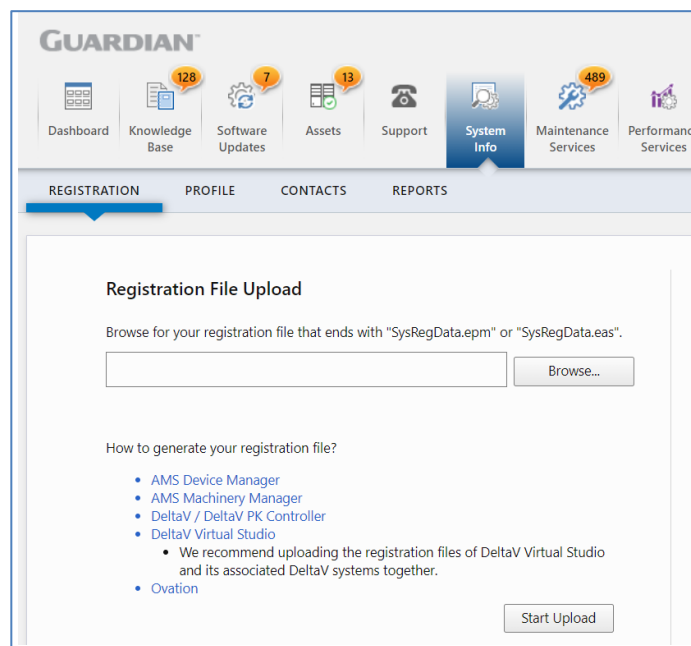 GUARDIAN™
128
7
13
489
Dashboard
Knowledge
Base
Software
Updates
Assets
Support
System
Info
Maintenance
Services
Performanc
Services
REGISTRATION
PROFILE
CONTACTS
REPORTS
Registration File Upload
Browse for your registration file that ends with "SysRegData.epm" or "SysRegData.eas".
Browse...
How to generate your registration file?
• AMS Device Manager
• AMS Machinery Manager
• DeltaV / DeltaV PK Controller
• DeltaV Virtual Studio
• We recommend uploading the registration files of DeltaV Virtual Studio
and its associated DeltaV systems together.
• Ovation
Start Upload